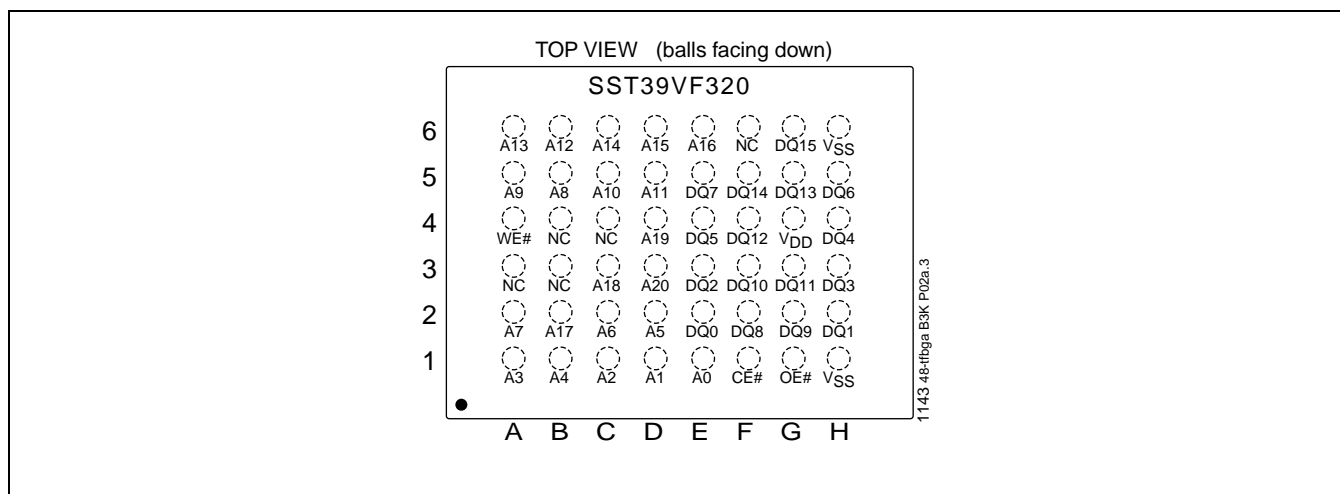 TOP VIEW (balls facing down)
SST39VF320
6
A13 A12 A14 A15 A16 NC DQ15 VSS
5
A9 A8 A10 A11 DQ7 DQ14 DQ13 DQ6
4
WE# NC NC A19 DQ5 DQ12 VDD DQ4
3
NC NC A18 A20 DQ2 DQ10 DQ11 DQ3
2
A7 A17 A6 A5 DQ0 DQ8 DQ9 DQ1
1
A3 A4 A2 A1 A0 CE# OE# VSS
A B C D E F G H
1143 48-tfbga B3K P02a.3